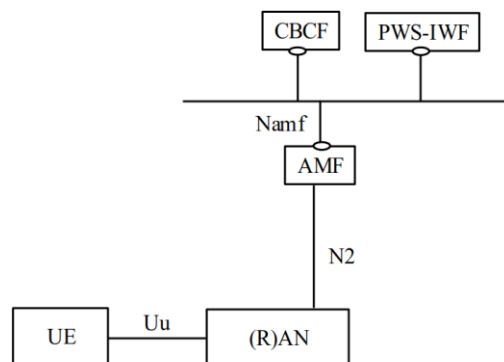 CBCF
PWS-IWF
Namf
AMF
N2
Uu
UE
(R)AN